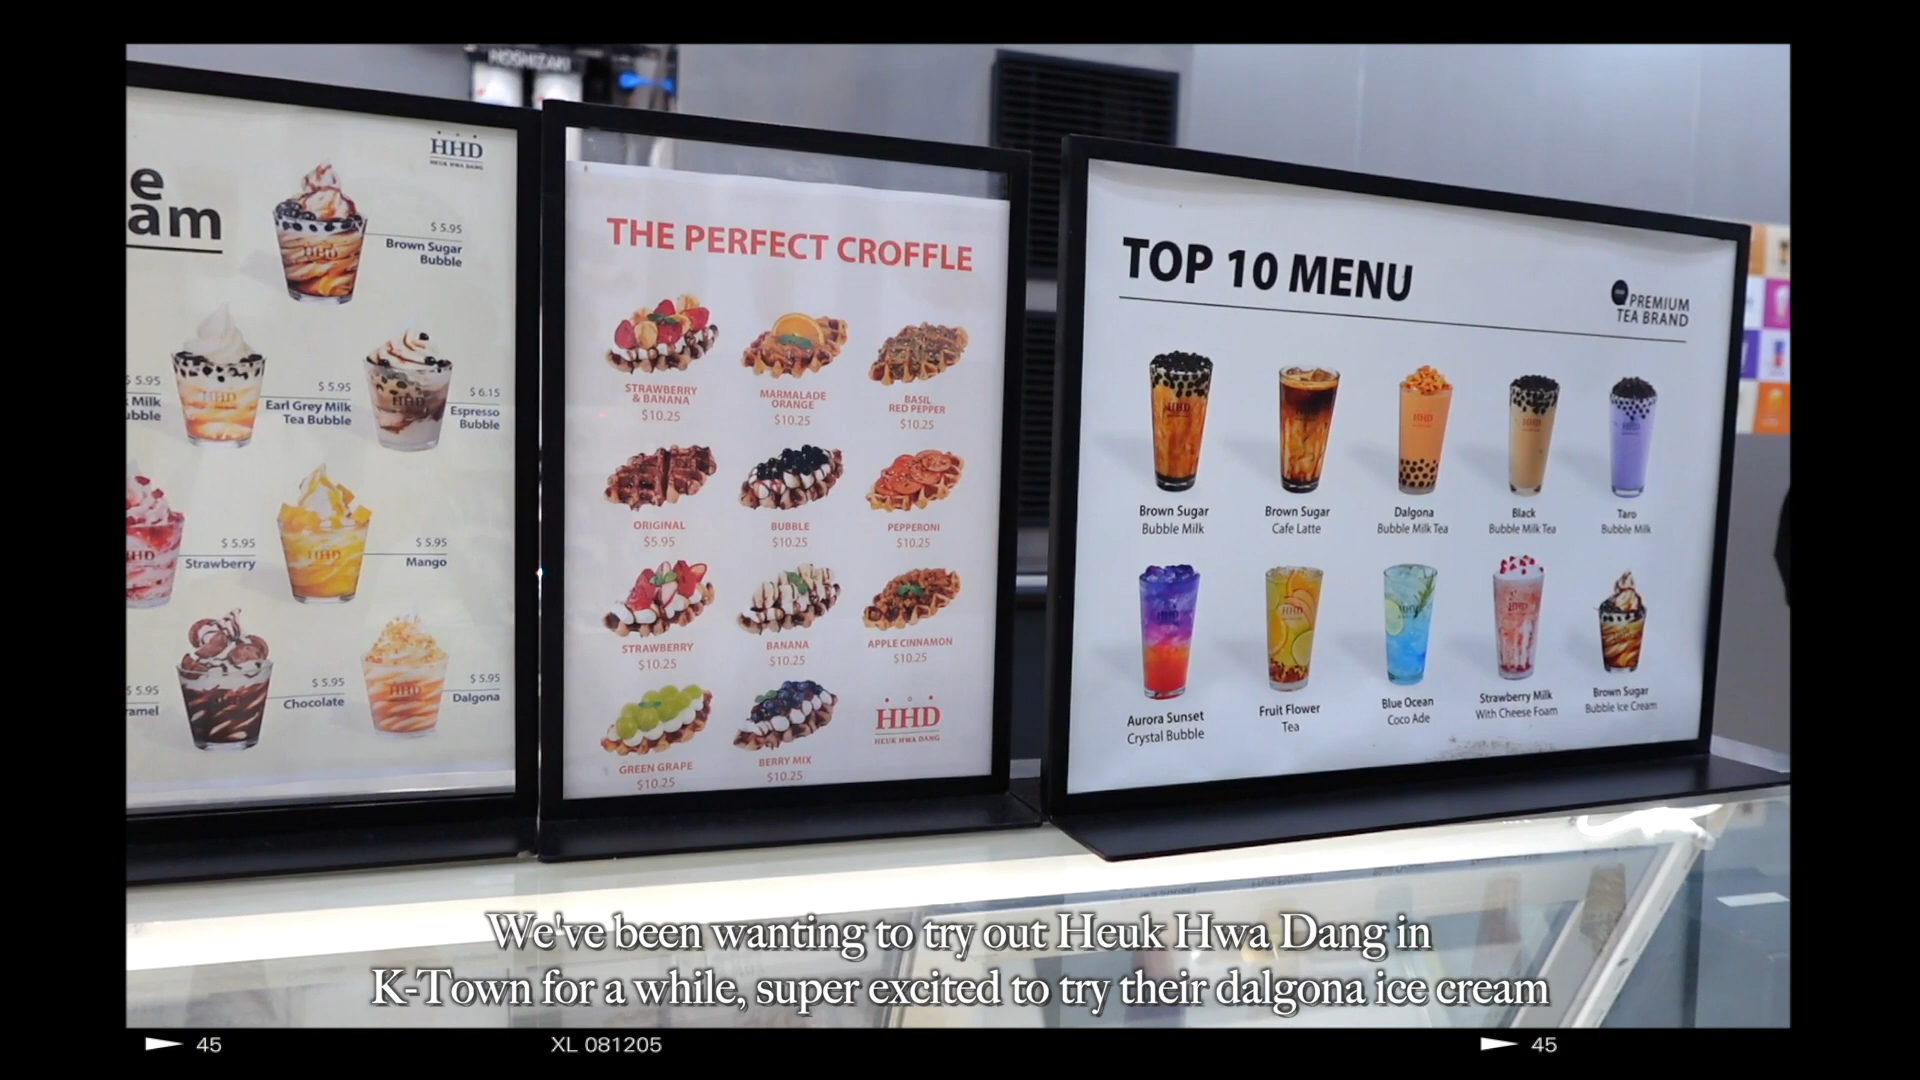 HOSHIZAKI
e
am
HHD
HEUK HWA DANG
$ 5.95
Brown Sugar
Bubble
$ 5.95
Milk
$ 5.95
Earl Grey Milk
Tea Bubble
$ 6.15
Espresso
Bubble
$ 5.95
Strawberry
$ 5.95
Mango
$ 5.95
$ 5.95
Chocolate
$ 5.95
Dalgona
THE PERFECT CROFFLE
STRAWBERRY
& BANANA
$10.25
MARMALADE
ORANGE
$10.25
BASIL
RED PEPPER
$10.25
ORIGINAL
$5.95
BUBBLE
$10.25
PEPPERONI
$10.25
STRAWBERRY
$10.25
BANANA
$10.25
APPLE CINNAMON
$10.25
GREEN GRAPE
$10.25
BERRY MIX
$10.25
HHD
HEUK HWA DANG
TOP 10 MENU
PREMIUM
TEA BRAND
Brown Sugar
Bubble Milk
Brown Sugar
Cafe Latte
Dalgona
Bubble Milk Tea
Black
Bubble Milk Tea
Taro
Bubble Milk
Aurora Sunset
Crystal Bubble
Fruit Flower
Tea
Blue Ocean
Coco Ade
Strawberry Milk
With Cheese Foam
Brown Sugar
Bubble Ice Cream
We've been wanting to try out Heuk Hwa Dang in
K-Town for a while, super excited to try their dalgona ice cream
45
XL 081205
45